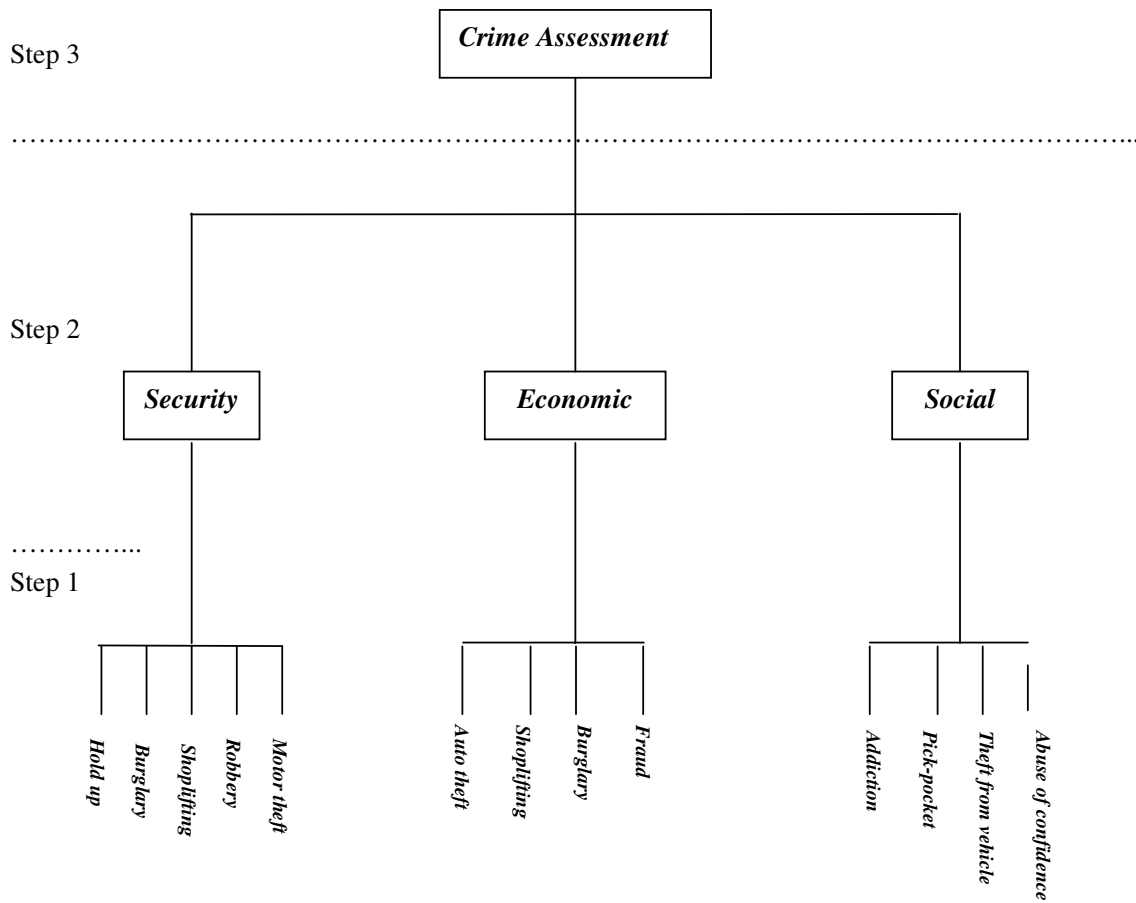 Crime Assessment
Step 3
……………………………………………………………………………………………………………...
Step 2
Security
Economic
Social
…………....
Step 1
Hold up
Burglary
Shoplifting
Robbery
Motor theft
Auto theft
Shoplifting
Burglary
Fraud
Addiction
Pick-pocket
Theft from vehicle
Abuse of confidence